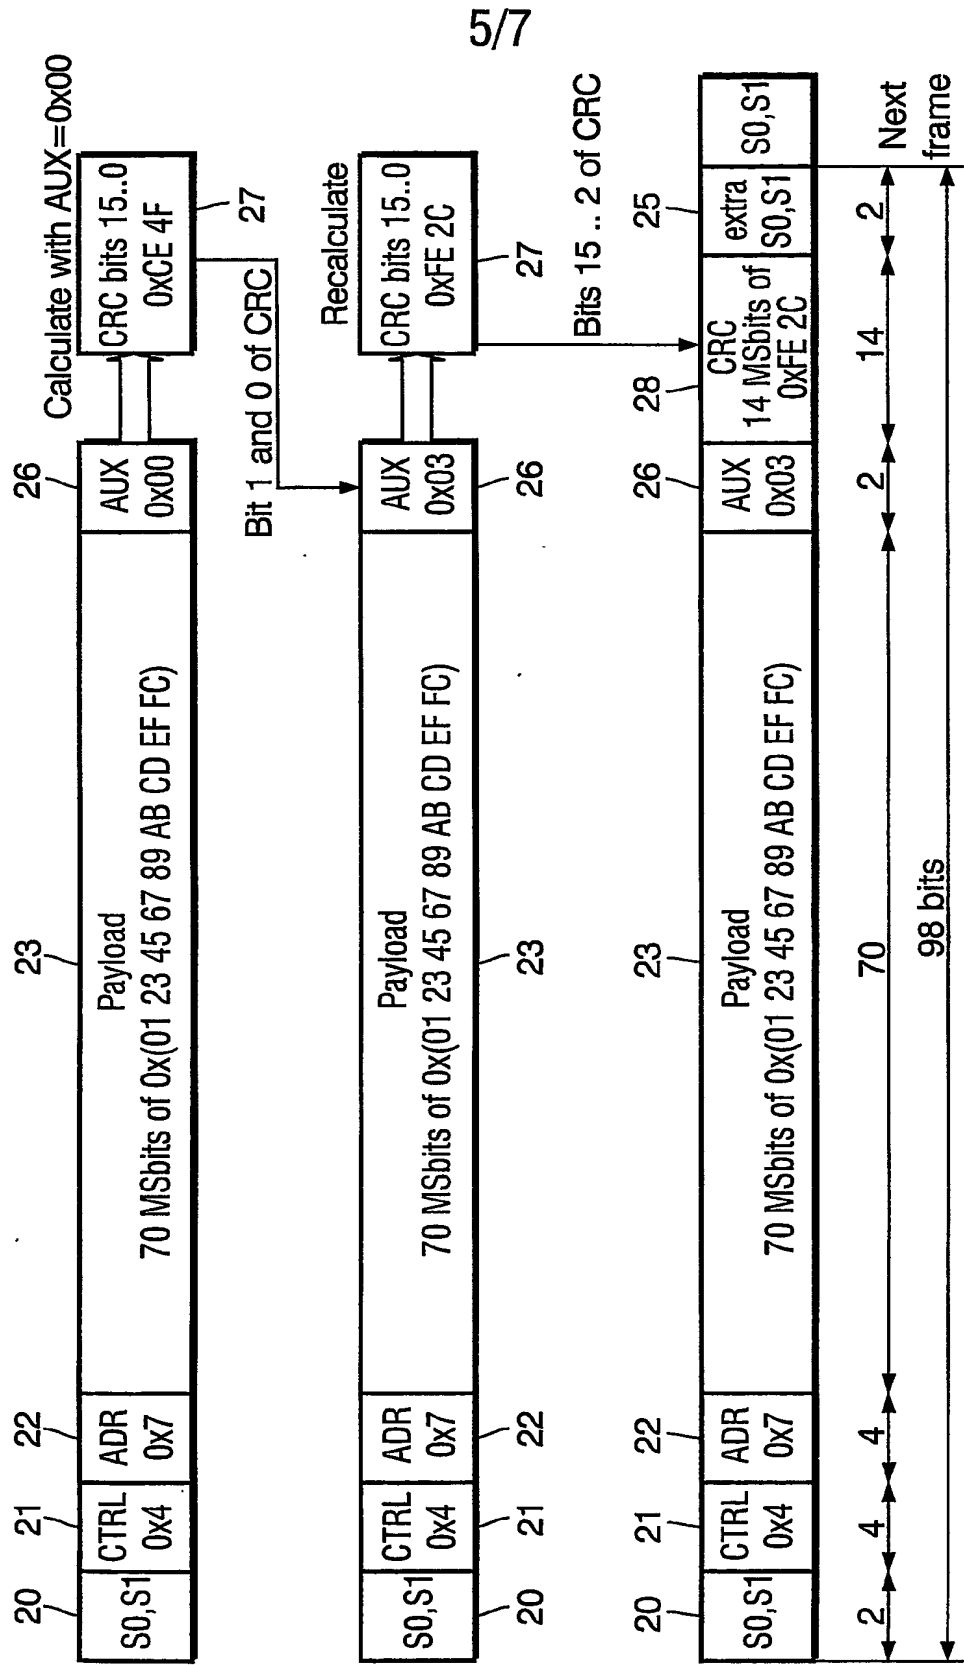 5/7
Calculate with AUX=0x00
20
21
22
23
26
S0,S1
CTRL
0x4
ADR
0x7
Payload
70 MSbits of 0x(01 23 45 67 89 AB CD EF FC)
AUX
0x00
CRC bits 15..0
0xCE 4F
27
Bit 1 and 0 of CRC
Recalculate
S0,S1
CTRL
0x4
ADR
0x7
Payload
70 MSbits of 0x(01 23 45 67 89 AB CD EF FC)
AUX
0x03
CRC bits 15..0
0xFE 2C
20
21
22
23
26
27
Bits 15 .. 2 of CRC
20
21
22
23
26
28
25
S0,S1
CTRL
0x4
ADR
0x7
Payload
70 MSbits of 0x(01 23 45 67 89 AB CD EF FC)
AUX
0x03
CRC
14 MSbits of
0xFE 2C
extra
S0,S1
S0,S1
2
4
4
70
2
14
2
Next
frame
98 bits